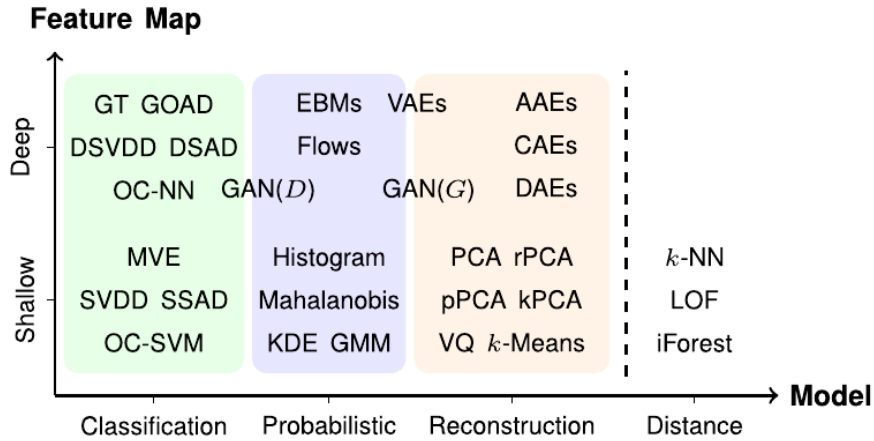 Feature Map
Deep
Shallow
GT GOAD EBMs VAEs AAEs
DSVDD DSAD Flows CAEs
OC-NN GAN(D) GAN(G) DAEs
MVE Histogram PCA rPCA k-NN
SVDD SSAD Mahalanobis pPCA kPCA LOF
OC-SVM KDE GMM VQ k-Means iForest
Model
Classification Probabilistic Reconstruction Distance